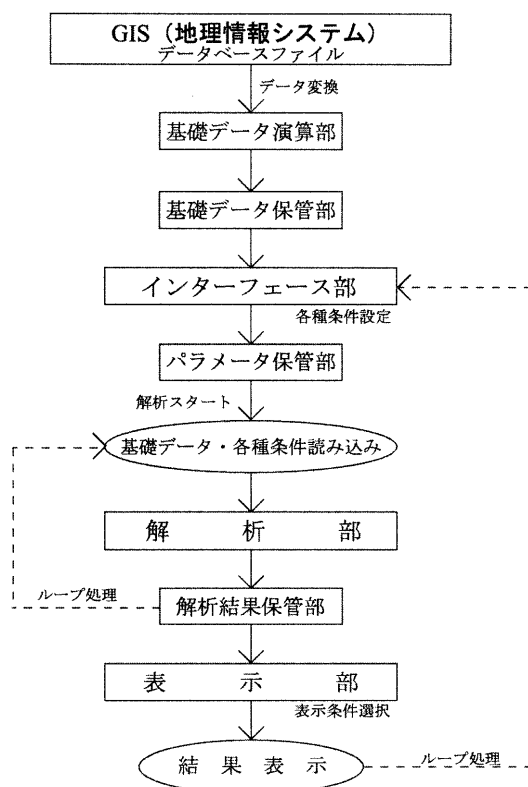 GIS（地理情報システム）
データベースファイル
データ変換
基礎データ演算部
基礎データ保管部
インターフェース部
各種条件設定
パラメータ保管部
解析スタート
基礎データ・各種条件読み込み
解　析　部
ループ処理
解析結果保管部
表　示　部
表示条件選択
結 果 表 示
ループ処理